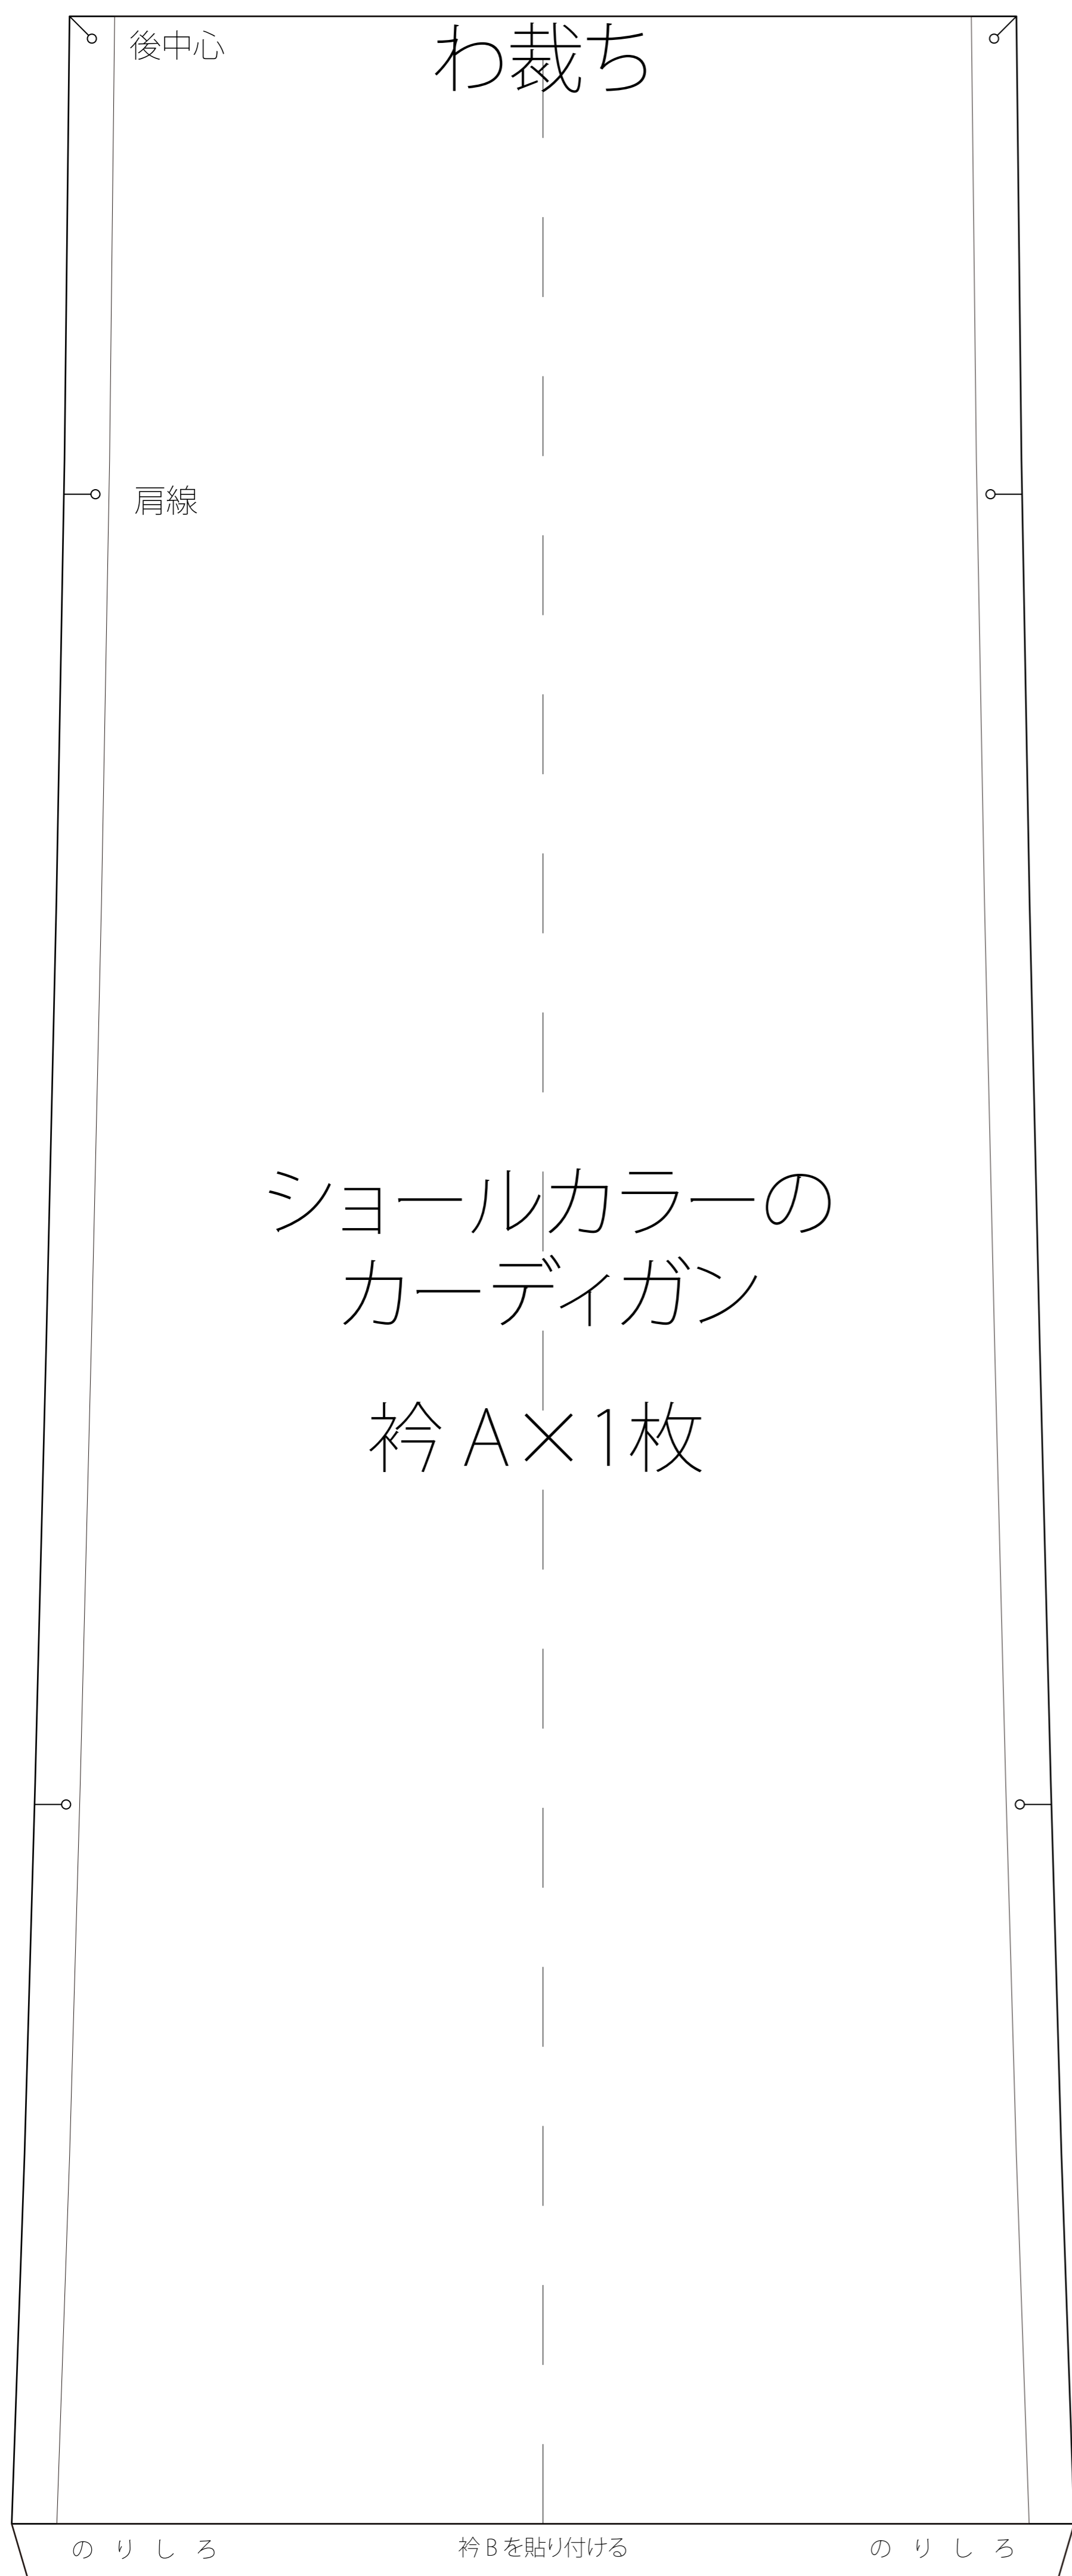 後中心
わ裁ち
肩線
ショールカラーの
カーディガン
衿 A×1枚
のりしろ
衿 B を貼り付ける
のりしろ